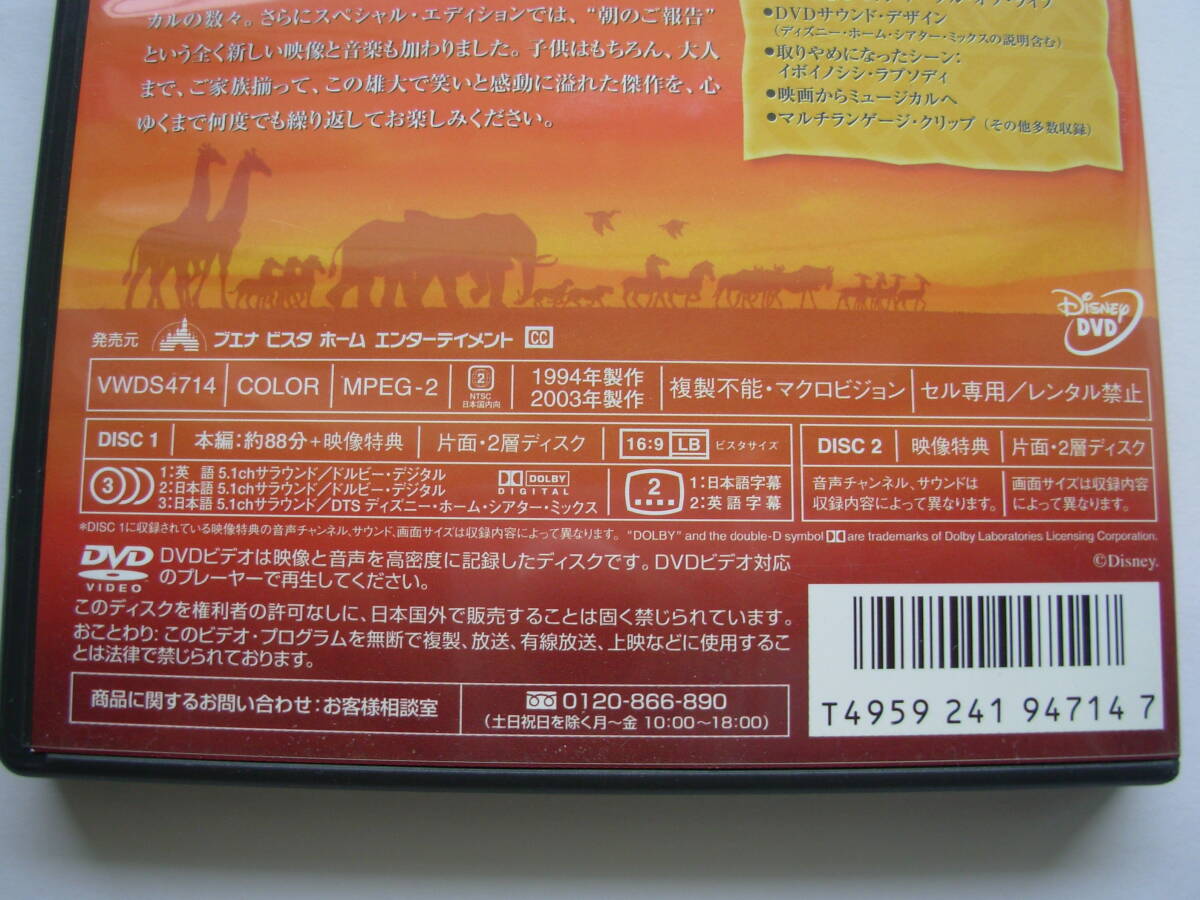 カルの数々。さらにスペシャル・エディションでは、“朝のご報告”
という全く新しい映像と音楽も加わりました。子供はもちろん、大人
まで、ご家族揃って、この雄大で笑いと感動に溢れた傑作を、心
ゆくまで何度でも繰り返してお楽しみください。
●DVDサウンド・デザイン
(ディズニー・ホーム・シアター・ミックスの説明含む)
●取りやめになったシーン:
イボイノシシ・ラプソディ
●映画からミュージカルへ
●マルチランゲージ・クリップ (その他多数収録)
DISNEY
DVD
発売元 ブエナ ビスタ ホーム エンターテイメント CC
VWDS4714 COLOR MPEG-2 2 NTSC 日本国内向 1994年製作 2003年製作 複製不能・マクロビジョン セル専用/レンタル禁止
DISC 1 本編:約88分+映像特典 片面・2層ディスク 16:9 LB ビスタサイズ
3 1:英 語 5.1chサラウンド/ドルビー・デジタル
2:日本語 5.1chサラウンド/ドルビー・デジタル
3:日本語 5.1chサラウンド/DTS ディズニー・ホーム・シアター・ミックス
DOLBY
DIGITAL
2 1:日本語字幕
2:英 語 字 幕
DISC 2 映像特典 片面・2層ディスク
音声チャンネル、サウンドは
収録内容によって異なります。
画面サイズは収録内容
によって異なります。
*DISC 1に収録されている映像特典の音声チャンネル、サウンド、画面サイズは収録内容によって異なります。 "DOLBY" and the double-D symbol are trademarks of Dolby Laboratories Licensing Corporation.
©Disney.
DVD
VIDEO
DVDビデオは映像と音声を高密度に記録したディスクです。DVDビデオ対応
のプレーヤーで再生してください。
このディスクを権利者の許可なしに、日本国外で販売することは固く禁じられています。
おことわり:このビデオ・プログラムを無断で複製、放送、有線放送、上映などに使用するこ
とは法律で禁じられております。
商品に関するお問い合わせ:お客様相談室
0120-866-890
(土日祝日を除く月〜金 10:00〜18:00)
T4959 241 94714 7